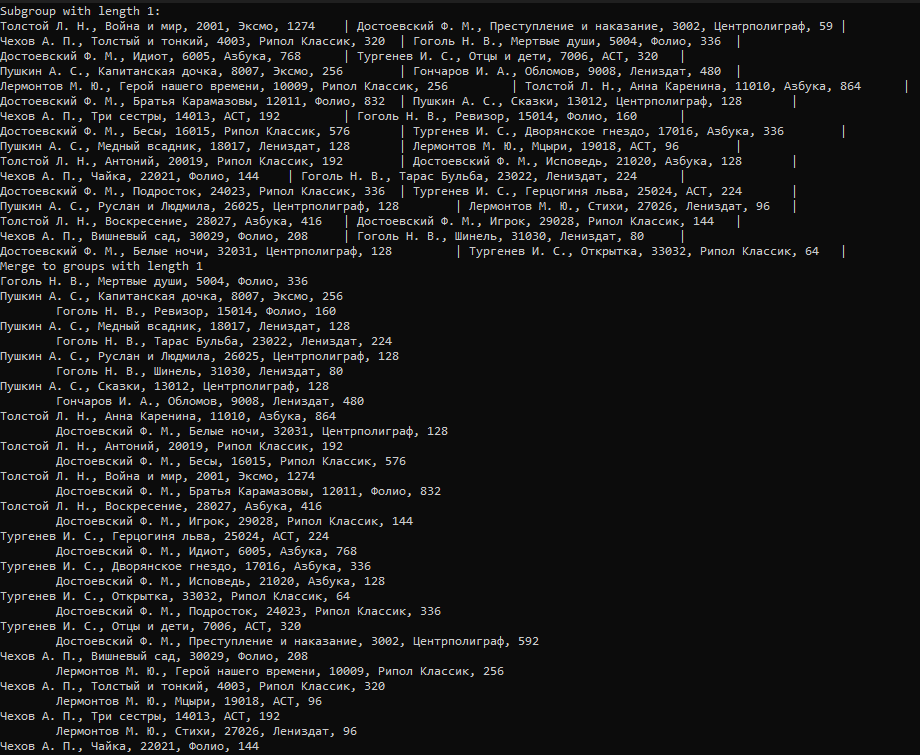 Subgroup with length 1:
Толстой Л. Н., Война и мир, 2001, Эксмо, 1274    | Достоевский Ф. М., Преступление и наказание, 3002, Центрполиграф, 59 |
Чехов А. П., Толстый и тонкий, 4003, Рипол Классик, 320  | Гоголь Н. В., Мертвые души, 5004, Фолио, 336  |
Достоевский Ф. М., Идиот, 6005, Азбука, 768      | Тургенев И. С., Отцы и дети, 7006, АСТ, 320   |
Пушкин А. С., Капитанская дочка, 8007, Эксмо, 256        | Гончаров И. А., Обломов, 9008, Лениздат, 480  |
Лермонтов М. Ю., Герой нашего времени, 10009, Рипол Классик, 256         | Толстой Л. Н., Анна Каренина, 11010, Азбука, 864      |
Достоевский Ф. М., Братья Карамазовы, 12011, Фолио, 832  | Пушкин А. С., Сказки, 13012, Центрполиграф, 128       |
Чехов А. П., Три сестры, 14013, АСТ, 192         | Гоголь Н. В., Ревизор, 15014, Фолио, 160      |
Достоевский Ф. М., Бесы, 16015, Рипол Классик, 576       | Тургенев И. С., Дворянское гнездо, 17016, Азбука, 336        |
Пушкин А. С., Медный всадник, 18017, Лениздат, 128       | Лермонтов М. Ю., Мцыри, 19018, АСТ, 96        |
Толстой Л. Н., Антоний, 20019, Рипол Классик, 192        | Достоевский Ф. М., Исповедь, 21020, Азбука, 128       |
Чехов А. П., Чайка, 22021, Фолио, 144    | Гоголь Н. В., Тарас Бульба, 23022, Лениздат, 224      |
Достоевский Ф. М., Подросток, 24023, Рипол Классик, 336  | Тургенев И. С., Герцогиня льва, 25024, АСТ, 224       |
Пушкин А. С., Руслан и Людмила, 26025, Центрполиграф, 128        | Лермонтов М. Ю., Стихи, 27026, Лениздат, 96   |
Толстой Л. Н., Воскресение, 28027, Азбука, 416   | Достоевский Ф. М., Игрок, 29028, Рипол Классик, 144   |
Чехов А. П., Вишневый сад, 30029, Фолио, 208     | Гоголь Н. В., Шинель, 31030, Лениздат, 80     |
Достоевский Ф. М., Белые ночи, 32031, Центрполиграф, 128         | Тургенев И. С., Открытка, 33032, Рипол Классик, 64   |
Merge to groups with length 1
Гоголь Н. В., Мертвые души, 5004, Фолио, 336
Пушкин А. С., Капитанская дочка, 8007, Эксмо, 256
Гоголь Н. В., Ревизор, 15014, Фолио, 160
Пушкин А. С., Медный всадник, 18017, Лениздат, 128
Гоголь Н. В., Тарас Бульба, 23022, Лениздат, 224
Пушкин А. С., Руслан и Людмила, 26025, Центрполиграф, 128
Гоголь Н. В., Шинель, 31030, Лениздат, 80
Пушкин А. С., Сказки, 13012, Центрполиграф, 128
Гончаров И. А., Обломов, 9008, Лениздат, 480
Толстой Л. Н., Анна Каренина, 11010, Азбука, 864
Достоевский Ф. М., Белые ночи, 32031, Центрполиграф, 128
Толстой Л. Н., Антоний, 20019, Рипол Классик, 192
Достоевский Ф. М., Бесы, 16015, Рипол Классик, 576
Толстой Л. Н., Война и мир, 2001, Эксмо, 1274
Достоевский Ф. М., Братья Карамазовы, 12011, Фолио, 832
Толстой Л. Н., Воскресение, 28027, Азбука, 416
Достоевский Ф. М., Игрок, 29028, Рипол Классик, 144
Тургенев И. С., Герцогиня льва, 25024, АСТ, 224
Достоевский Ф. М., Идиот, 6005, Азбука, 768
Тургенев И. С., Дворянское гнездо, 17016, Азбука, 336
Достоевский Ф. М., Исповедь, 21020, Азбука, 128
Тургенев И. С., Открытка, 33032, Рипол Классик, 64
Достоевский Ф. М., Подросток, 24023, Рипол Классик, 336
Тургенев И. С., Отцы и дети, 7006, АСТ, 320
Достоевский Ф. М., Преступление и наказание, 3002, Центрполиграф, 592
Чехов А. П., Вишневый сад, 30029, Фолио, 208
Лермонтов М. Ю., Герой нашего времени, 10009, Рипол Классик, 256
Чехов А. П., Толстый и тонкий, 4003, Рипол Классик, 320
Лермонтов М. Ю., Мцыри, 19018, АСТ, 96
Чехов А. П., Три сестры, 14013, АСТ, 192
Лермонтов М. Ю., Стихи, 27026, Лениздат, 96
Чехов А. П., Чайка, 22021, Фолио, 144